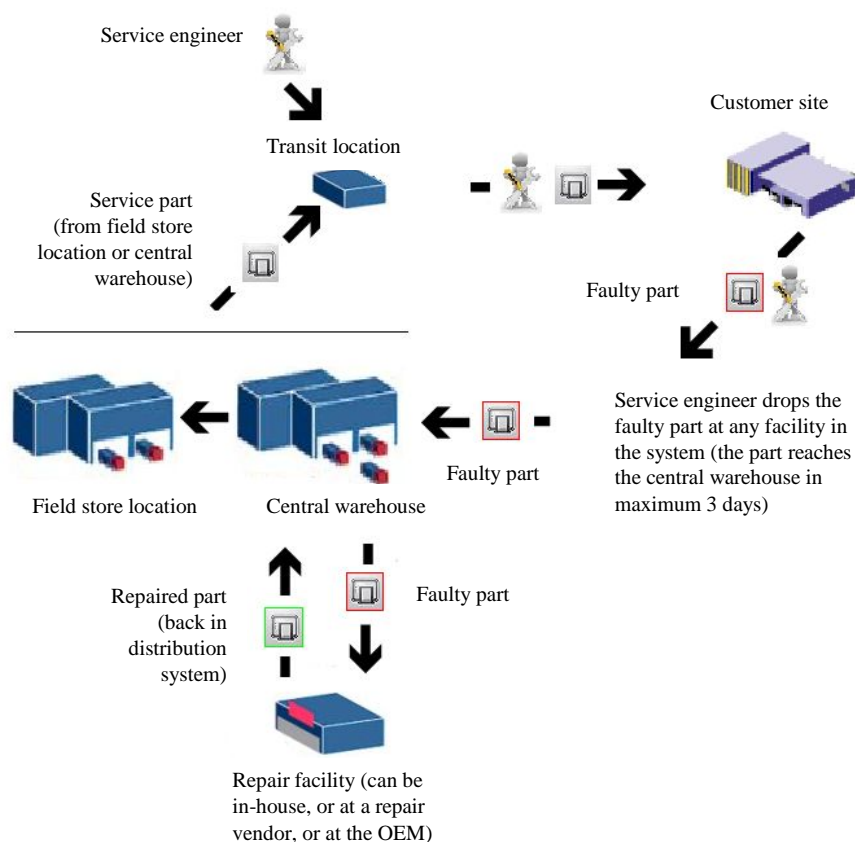 Service engineer
Customer site
Transit location
Service part
(from field store
location or central
warehouse)
Faulty part
Service engineer drops the
faulty part at any facility in
the system (the part reaches
the central warehouse in
maximum 3 days)
Faulty part
Field store location
Central warehouse
Repaired part
(back in
distribution
system)
Faulty part
Repair facility (can be
in-house, or at a repair
vendor, or at the OEM)